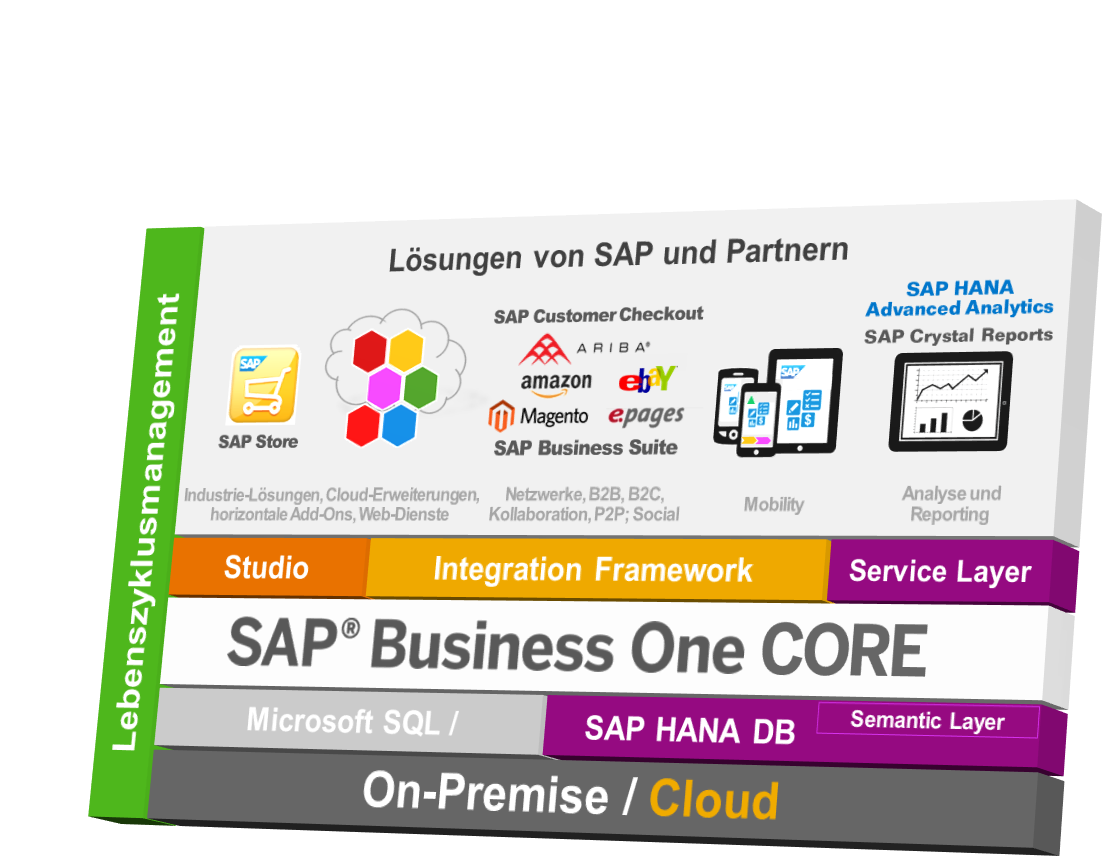 Lebenszyklusmanagement
Lösungen von SAP und Partnern
SAP
SAP Store
Industrie-Lösungen, Cloud-Erweiterungen,
horizontale Add-Ons, Web-Dienste
SAP Customer Checkout
ARIBA®
amazon
ebaY
Magento
epages
SAP Business Suite
Netzwerke, B2B, B2C,
Kollaboration, P2P; Social
SAP
SAP
Mobility
SAP HANA
Advanced Analytics
SAP Crystal Reports
Analyse und
Reporting
Studio
Integration Framework
Service Layer
SAP® Business One CORE
Microsoft SQL /
SAP HANA DB
Semantic Layer
On-Premise / Cloud